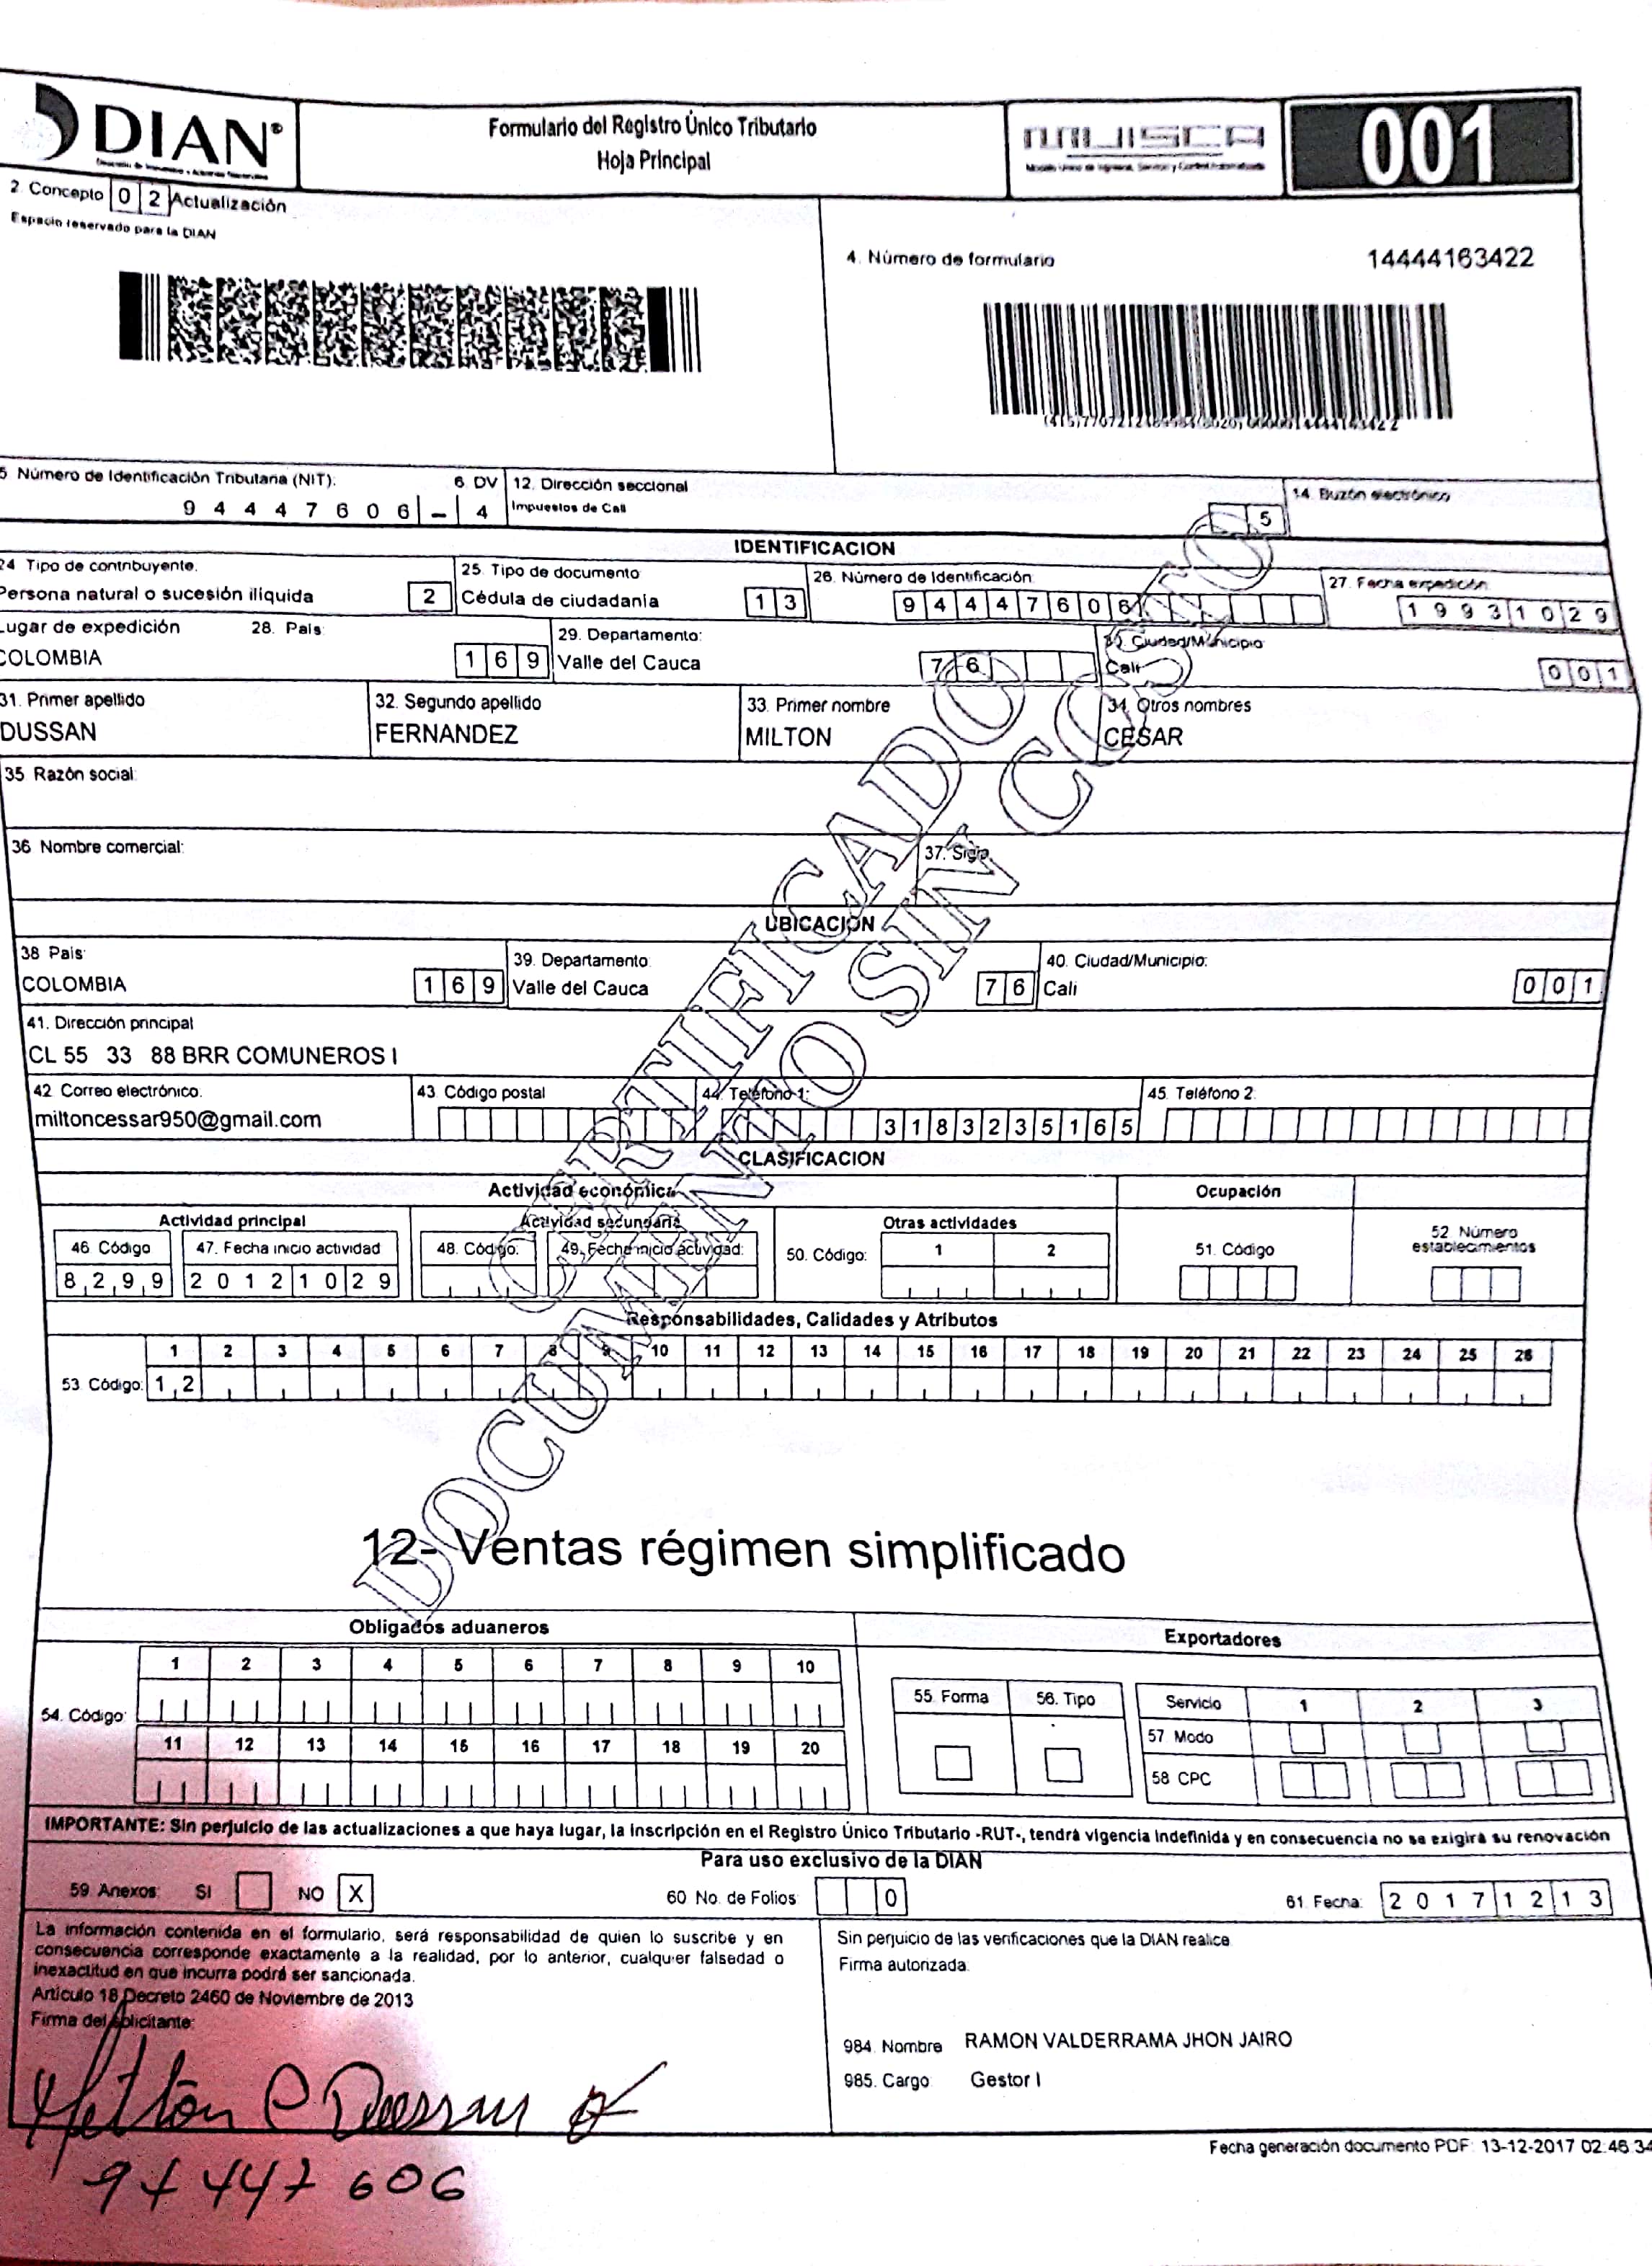 DIAN®
Formulario del Registro Único Tributario
Hoja Principal
MUISCA
001
2. Concepto 0 2 Actualización
Espacio reservado para la DIAN
4. Número de formulario 14444163422
5. Número de Identificación Tributaria (NIT): 6. DV 12. Dirección seccional 14. Buzón electrónico
9 4 4 4 7 6 0 6 - 4 Impuestos de Cali 5
IDENTIFICACION
24. Tipo de contribuyente: 25. Tipo de documento 26. Número de Identificación: 27. Fecha expedición:
Persona natural o sucesión ilíquida 2 Cédula de ciudadanía 1 3 9 4 4 4 7 6 0 6 1 9 9 3 1 0 2 9
Lugar de expedición 28. País: 29. Departamento: 30. Ciudad/Municipio:
COLOMBIA 1 6 9 Valle del Cauca 7 6 Cali 0 0 1
31. Primer apellido 32. Segundo apellido 33. Primer nombre 34. Otros nombres
DUSSAN FERNANDEZ MILTON CESAR
35. Razón social:
36. Nombre comercial: 37. Sigla:
UBICACION
38. País: 39. Departamento: 40. Ciudad/Municipio:
COLOMBIA 1 6 9 Valle del Cauca 7 6 Cali 0 0 1
41. Dirección principal
CL 55 33 88 BRR COMUNEROS I
42. Correo electrónico: 43. Código postal 44. Teléfono 1: 45. Teléfono 2:
miltoncessar950@gmail.com 3 1 8 3 2 3 5 1 6 5
CLASIFICACION
Actividad económica Ocupación
Actividad principal Actividad secundaria Otras actividades 52. Número establecimientos
46. Código 47. Fecha inicio actividad 48. Código: 49. Fecha inicio actividad: 50. Código: 1 2 51. Código
8 2 9 9 2 0 1 2 1 0 2 9
Responsabilidades, Calidades y Atributos
1 2 3 4 5 6 7 8 9 10 11 12 13 14 15 16 17 18 19 20 21 22 23 24 25 26
53. Código: 1 2
12- Ventas régimen simplificado
CERTIFICADO
DOCUMENTO SIN COSTO
Obligados aduaneros Exportadores
1 2 3 4 5 6 7 8 9 10
54. Código:
11 12 13 14 15 16 17 18 19 20
55. Forma 56. Tipo Servicio 1 2 3
57. Modo
58. CPC
IMPORTANTE: Sin perjuicio de las actualizaciones a que haya lugar, la inscripción en el Registro Único Tributario -RUT-, tendrá vigencia indefinida y en consecuencia no se exigirá su renovación
Para uso exclusivo de la DIAN
59. Anexos: SI NO X 60. No. de Folios: 0 61. Fecha: 2 0 1 7 1 2 1 3
La información contenida en el formulario, será responsabilidad de quien lo suscribe y en
consecuencia corresponde exactamente a la realidad, por lo anterior, cualquier falsedad o
inexactitud en que incurra podrá ser sancionada.
Artículo 18 Decreto 2460 de Noviembre de 2013
Firma del solicitante:
Sin perjuicio de las verificaciones que la DIAN realice
Firma autorizada:
984. Nombre RAMON VALDERRAMA JHON JAIRO
985. Cargo: Gestor I
Milton C Dussan F
94447606
Fecha generación documento PDF: 13-12-2017 02:46:34